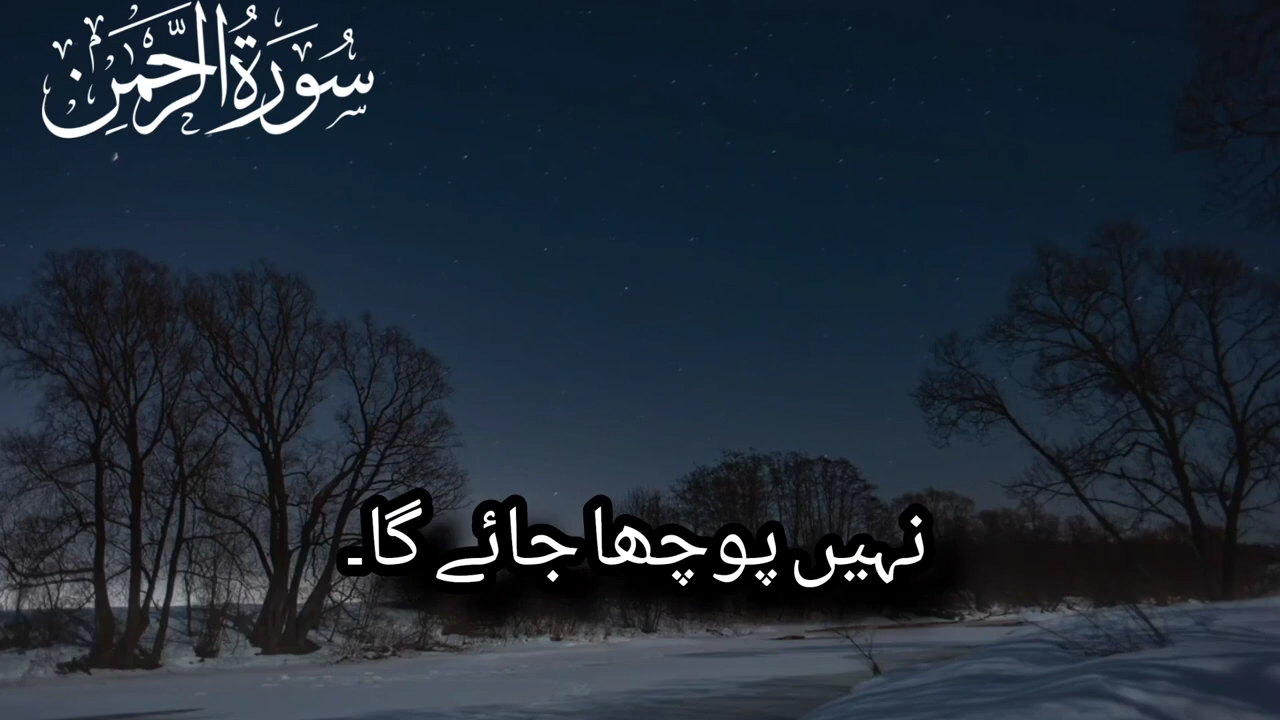 سُورَةُ الرَّحْمٰن
نہیں پوچھا جائے گا۔